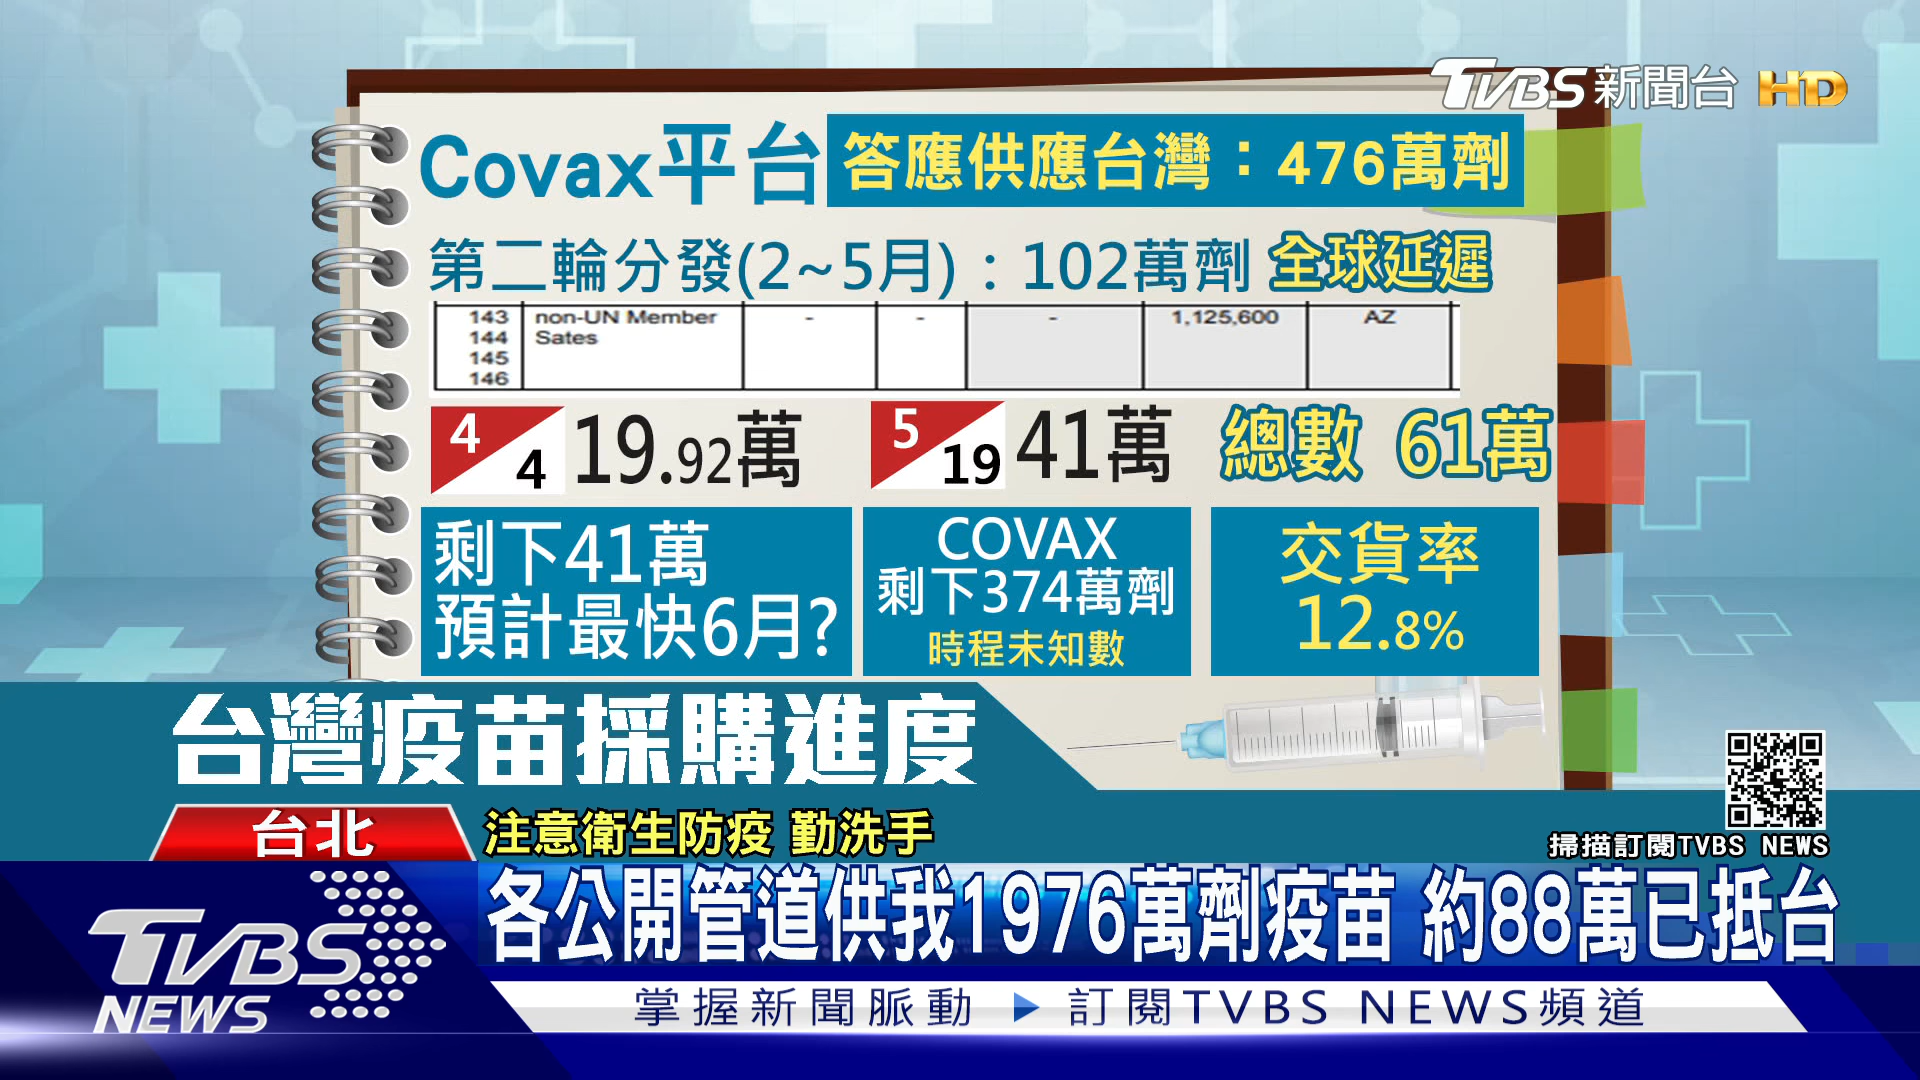 TVBS新聞台 HD
Covax平台 答應供應台灣：476萬劑
第二輪分發(2~5月)：102萬劑 全球延遲
143 non-UN Member - - - 1,125,600 AZ
144 Sates
145
146
4 4 19.92萬 5 19 41萬 總數 61萬
剩下41萬
預計最快6月?
COVAX
剩下374萬劑
時程未知數
交貨率
12.8%
台灣疫苗採購進度
台北 注意衛生防疫 勤洗手
掃描訂閱TVBS NEWS
各公開管道供我1976萬劑疫苗 約88萬已抵台
TVBS NEWS
掌握新聞脈動 ▶ 訂閱TVBS NEWS頻道